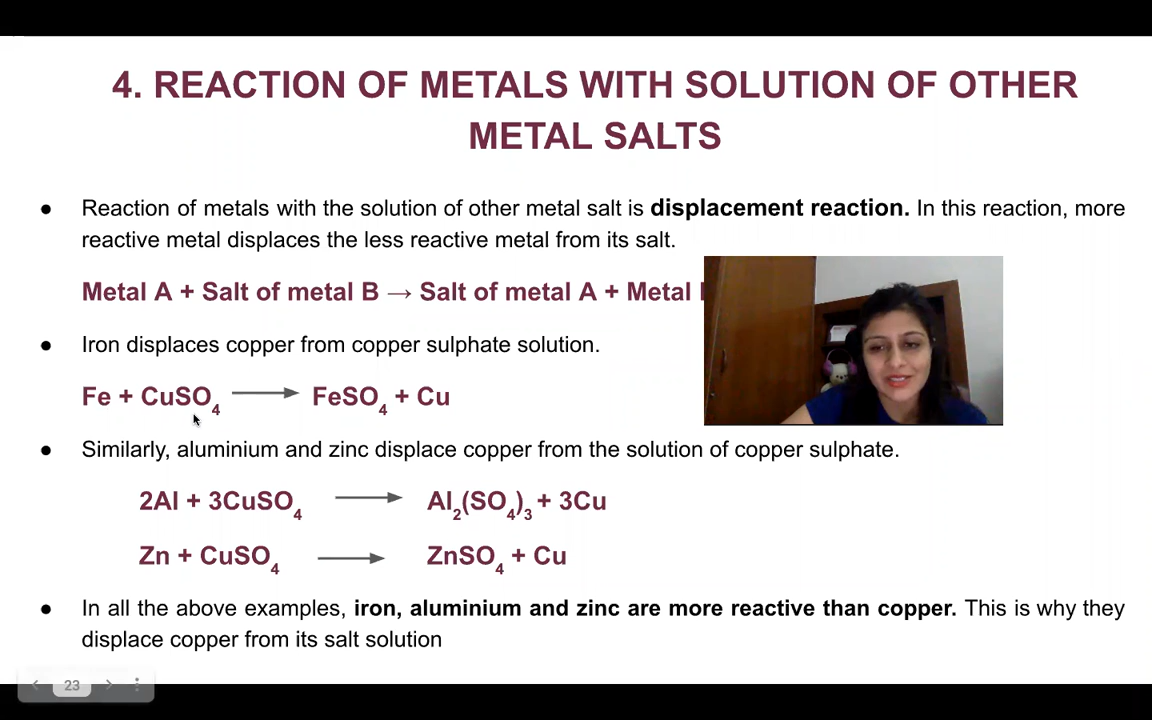 4. REACTION OF METALS WITH SOLUTION OF OTHER
METAL SALTS
● Reaction of metals with the solution of other metal salt is displacement reaction. In this reaction, more
reactive metal displaces the less reactive metal from its salt.
Metal A + Salt of metal B → Salt of metal A + Metal
● Iron displaces copper from copper sulphate solution.
Fe + CuSO₄ ⟶ FeSO₄ + Cu
● Similarly, aluminium and zinc displace copper from the solution of copper sulphate.
2Al + 3CuSO₄ ⟶ Al₂(SO₄)₃ + 3Cu
Zn + CuSO₄ ⟶ ZnSO₄ + Cu
● In all the above examples, iron, aluminium and zinc are more reactive than copper. This is why they
displace copper from its salt solution
23